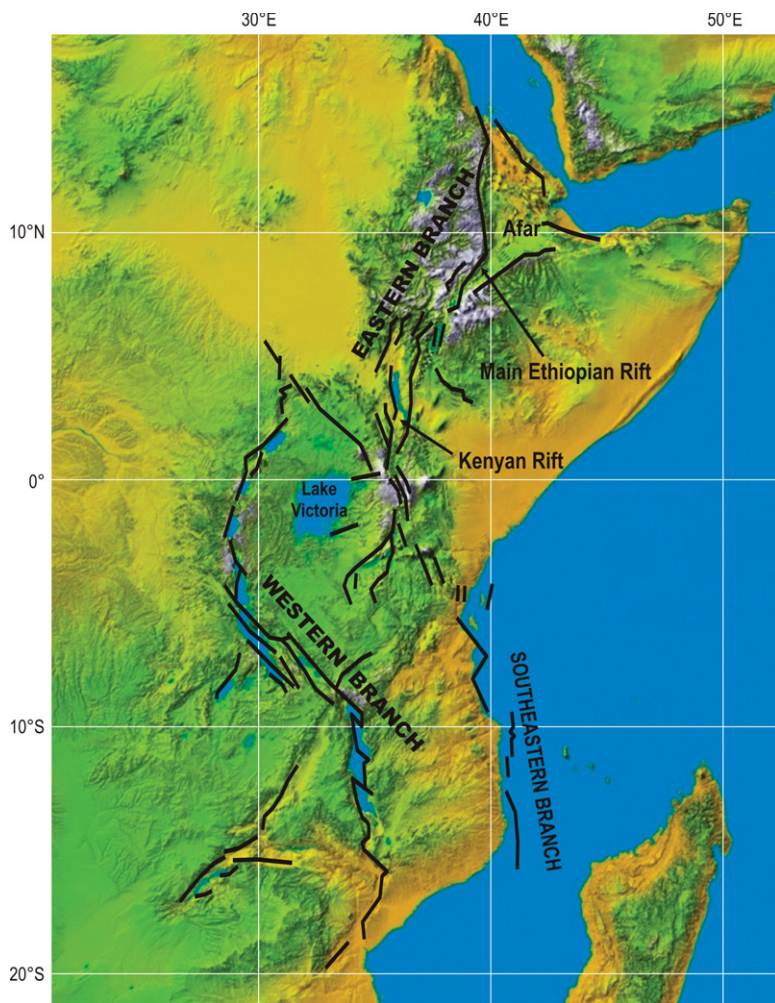 30°E 40°E 50°E
10°N
Afar
EASTERN BRANCH
Main Ethiopian Rift
Kenyan Rift
0°
Lake
Victoria
WESTERN BRANCH
SOUTHEASTERN BRANCH
10°S
20°S